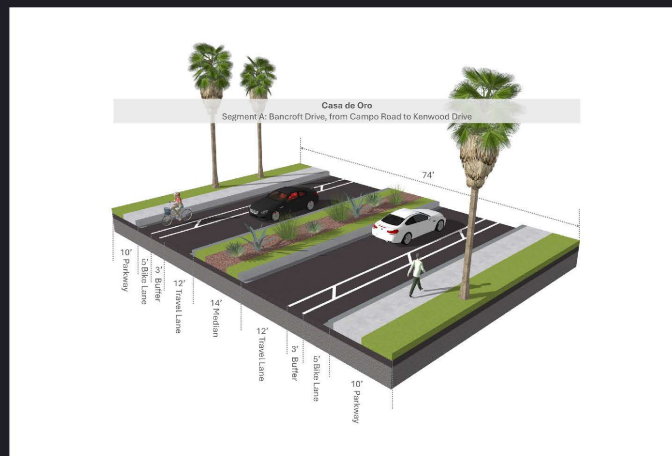 Casa de Oro
Segment A: Bancroft Drive, from Campo Road to Kenwood Drive
74'
10' Parkway
5' Bike Lane
3' Buffer
12' Travel Lane
14' Median
12' Travel Lane
3' Buffer
5' Bike Lane
10' Parkway